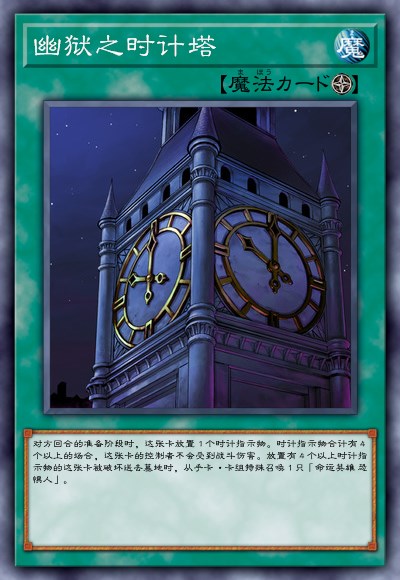 幽狱之时计塔
魔
【魔法カード】
ま ほう
对方回合的准备阶段时，这张卡放置1个时计指示物。时计指示物合计有4
个以上的场合，这张卡的控制者不会受到战斗伤害。放置有4个以上时计指
示物的这张卡被破坏送去墓地时，从手卡·卡组特殊召唤1只「命运英雄 恐
惧人」。